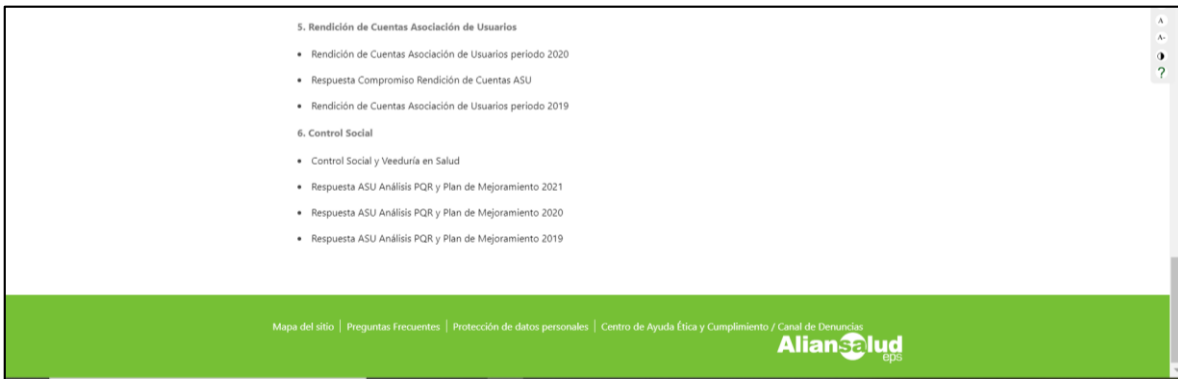 5. Rendición de Cuentas Asociación de Usuarios
• Rendición de Cuentas Asociación de Usuarios periodo 2020
• Respuesta Compromiso Rendición de Cuentas ASU
• Rendición de Cuentas Asociación de Usuarios periodo 2019
6. Control Social
• Control Social y Veeduría en Salud
• Respuesta ASU Análisis PQR y Plan de Mejoramiento 2021
• Respuesta ASU Análisis PQR y Plan de Mejoramiento 2020
• Respuesta ASU Análisis PQR y Plan de Mejoramiento 2019
A
A-
?
Mapa del sitio | Preguntas Frecuentes | Protección de datos personales | Centro de Ayuda Ética y Cumplimiento / Canal de Denuncias
Aliansalud
eps